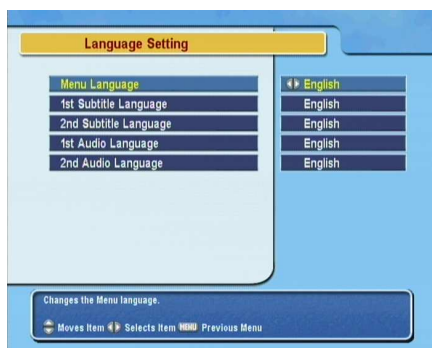 Language Setting
Menu Language English
1st Subtitle Language English
2nd Subtitle Language English
1st Audio Language English
2nd Audio Language English
Changes the Menu language.
Moves Item Selects Item MENU Previous Menu